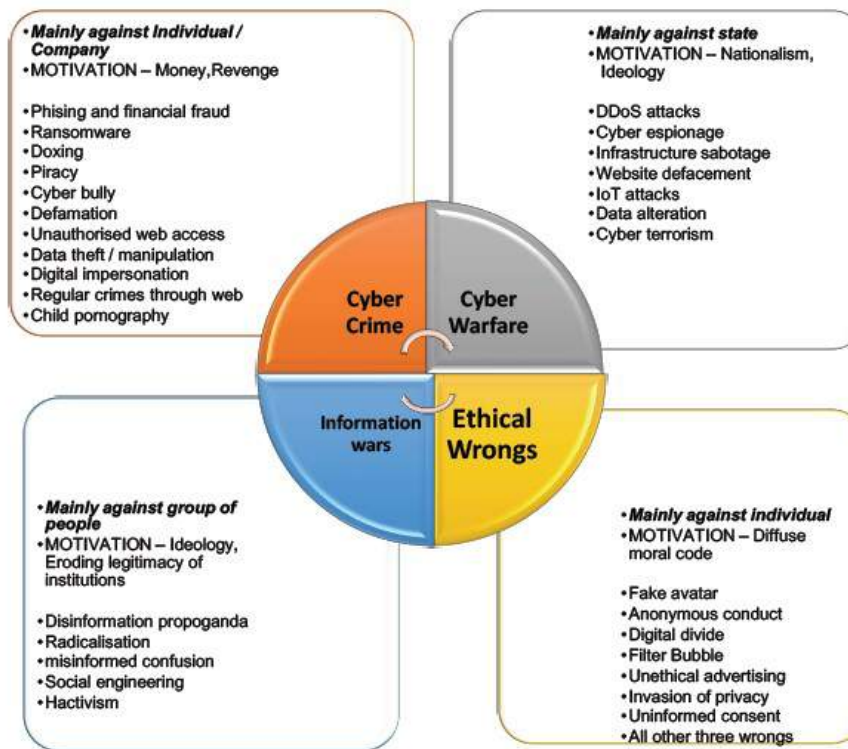 •Mainly against Individual /
Company
•MOTIVATION – Money,Revenge
•Phising and financial fraud
•Ransomware
•Doxing
•Piracy
•Cyber bully
•Defamation
•Unauthorised web access
•Data theft / manipulation
•Digital impersonation
•Regular crimes through web
•Child pornography
•Mainly against state
•MOTIVATION – Nationalism,
Ideology
•DDoS attacks
•Cyber espionage
•Infrastructure sabotage
•Website defacement
•IoT attacks
•Data alteration
•Cyber terrorism
Cyber
Crime
Cyber
Warfare
Information
wars
Ethical
Wrongs
•Mainly against group of
people
•MOTIVATION – Ideology,
Eroding legitimacy of
institutions
•Disinformation propoganda
•Radicalisation
•misinformed confusion
•Social engineering
•Hactivism
•Mainly against individual
•MOTIVATION – Diffuse
moral code
•Fake avatar
•Anonymous conduct
•Digital divide
•Filter Bubble
•Unethical advertising
•Invasion of privacy
•Uninformed consent
•All other three wrongs